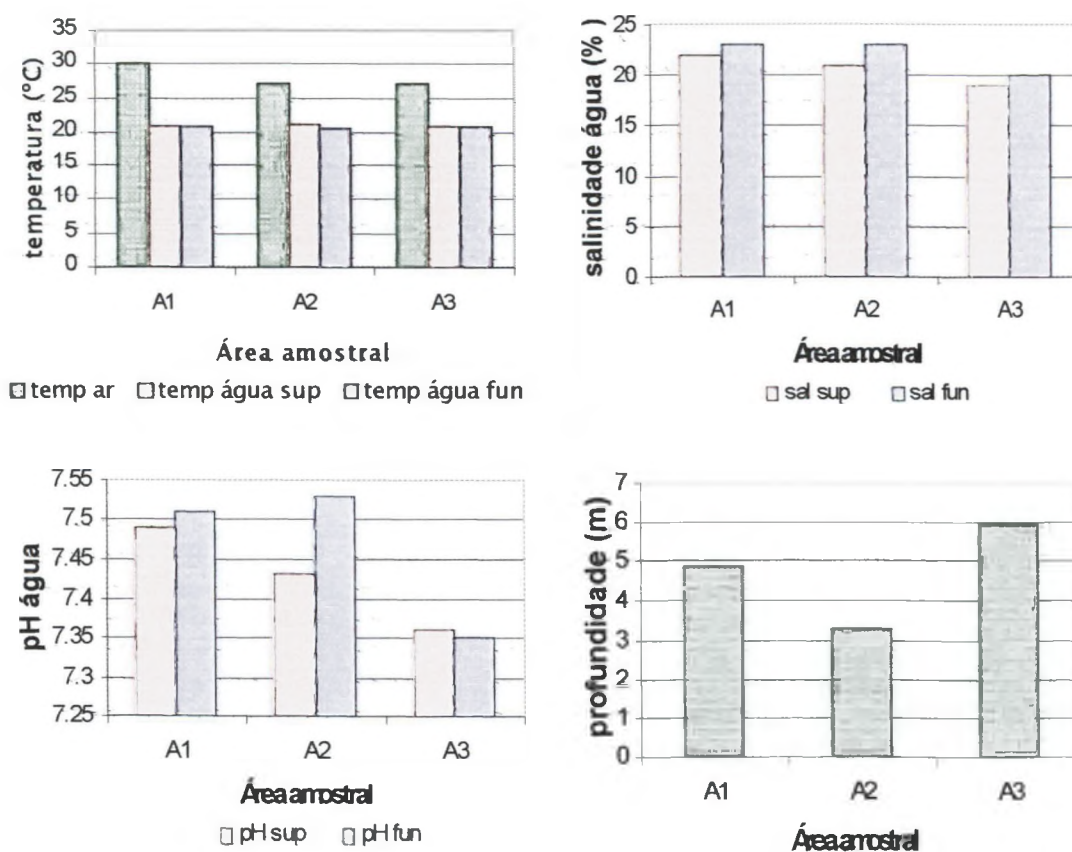 temperatura (°C)
35
30
25
20
15
10
5
0
A1 A2 A3
Área amostral
temp ar temp água sup temp água fun
salinidade água (%)
25
20
15
10
5
0
A1 A2 A3
Área amostral
sal sup sal fun
pH água
7.55
7.5
7.45
7.4
7.35
7.3
7.25
A1 A2 A3
Área amostral
pH sup pH fun
profundidade (m)
7
6
5
4
3
2
1
0
A1 A2 A3
Área amostral